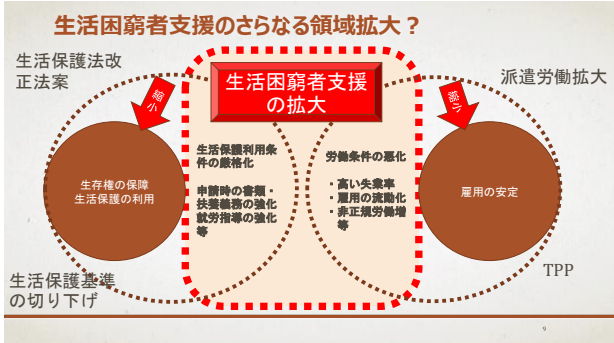 生活困窮者支援のさらなる領域拡大？
生活保護法改
正法案
生活困窮者支援
の拡大
派遣労働拡大
縮小
縮小
生活保護利用条
件の厳格化
申請時の書類・
扶養義務の強化
就労指導の強化
等
労働条件の悪化
・高い失業率
・雇用の流動化
・非正規労働増
等
生存権の保障
生活保護の利用
雇用の安定
生活保護基準
の切り下げ
TPP
9